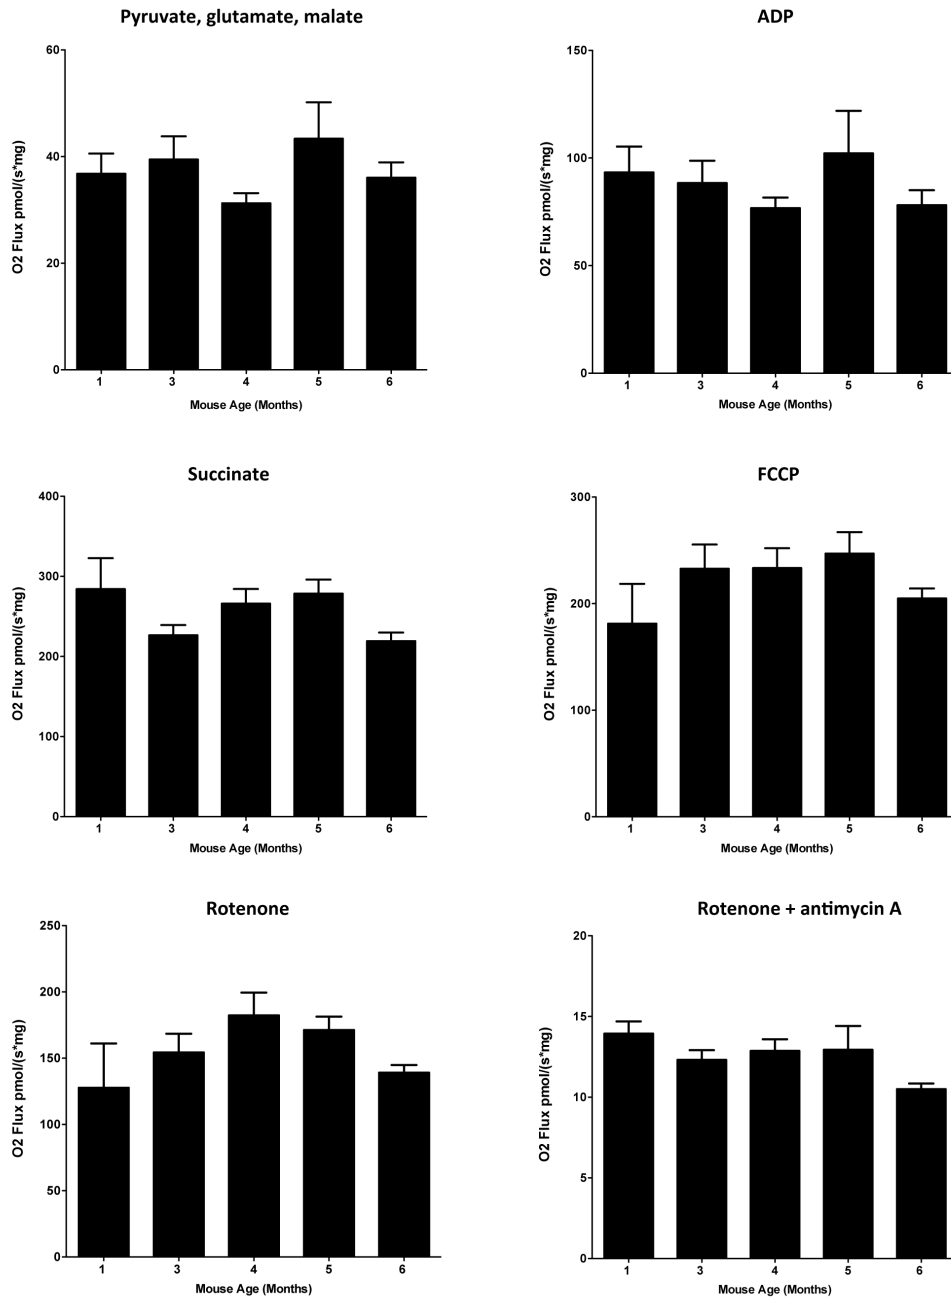 Pyruvate, glutamate, malate
60
40
20
0
O2 Flux pmol/(s*mg)
1 3 4 5 6
Mouse Age (Months)
ADP
150
100
50
0
O2 Flux pmol/(s*mg)
1 3 4 5 6
Mouse Age (Months)
Succinate
400
300
200
100
0
O2 Flux pmol/(s*mg)
1 3 4 5 6
Mouse Age (Months)
FCCP
300
200
100
0
O2 Flux pmol/(s*mg)
1 3 4 5 6
Mouse Age (Months)
Rotenone
250
200
150
100
50
0
O2 Flux pmol/(s*mg)
1 3 4 5 6
Mouse Age (Months)
Rotenone + antimycin A
20
15
10
5
0
O2 Flux pmol/(s*mg)
1 3 4 5 6
Mouse Age (Months)